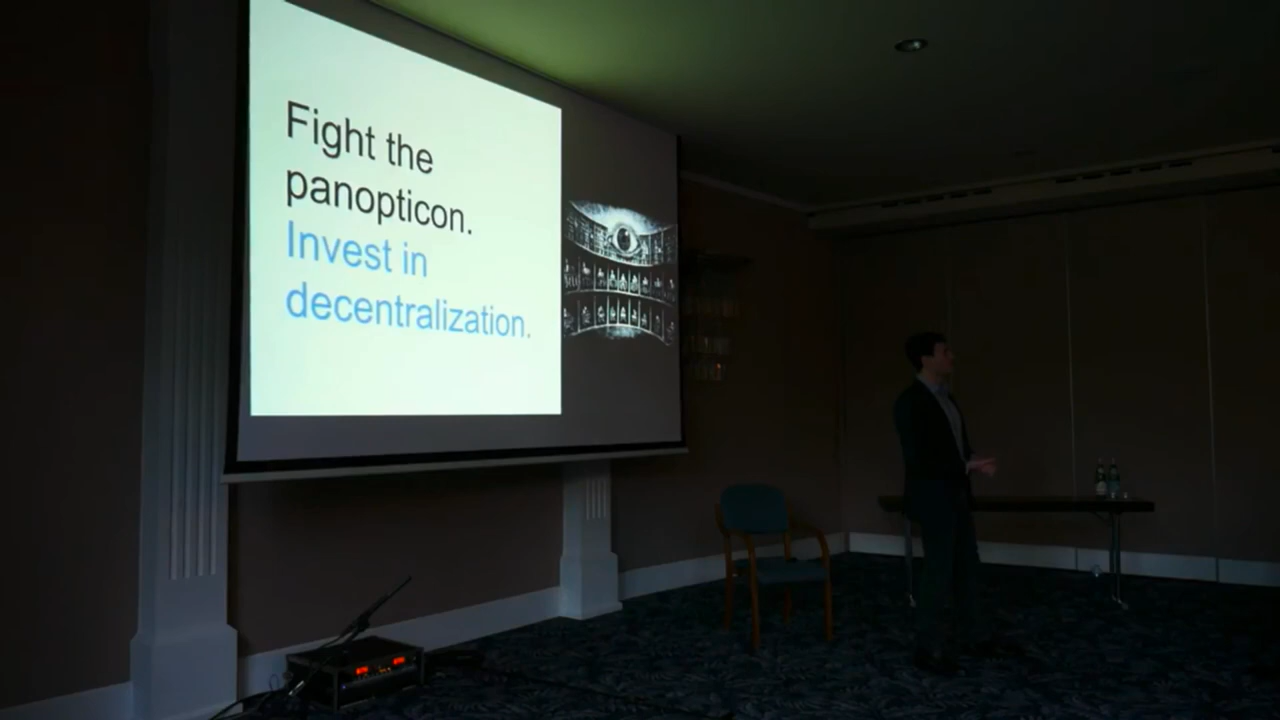 Fight the
panopticon.
Invest in
decentralization.